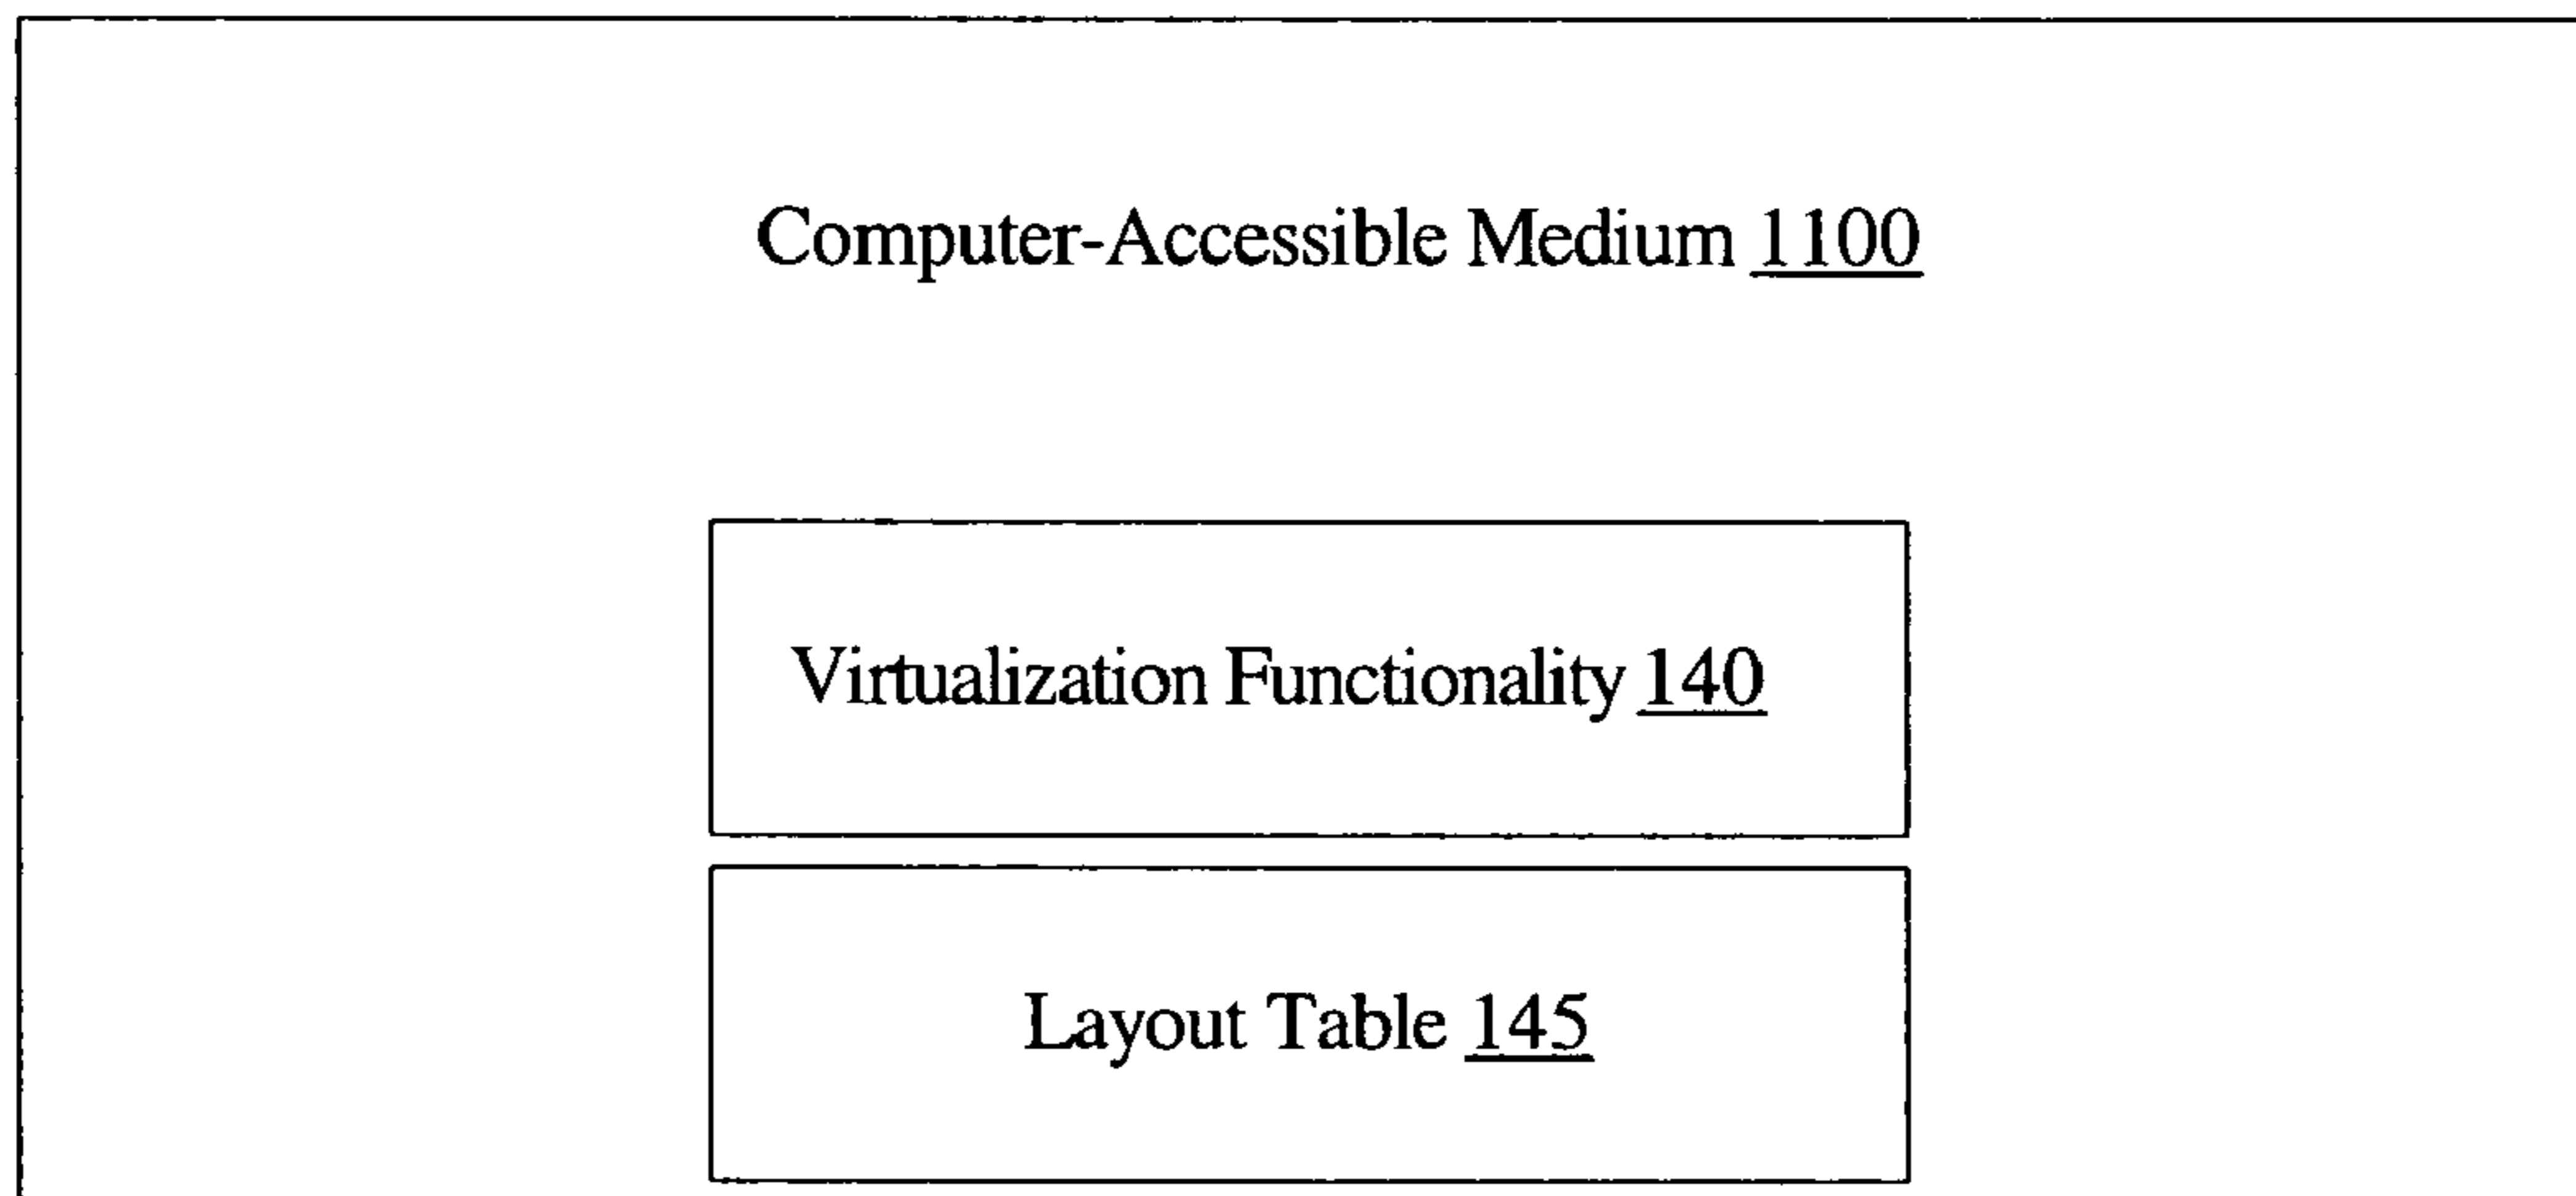 Computer-Accessible Medium 1100
Virtualization Functionality 140
Layout Table 145